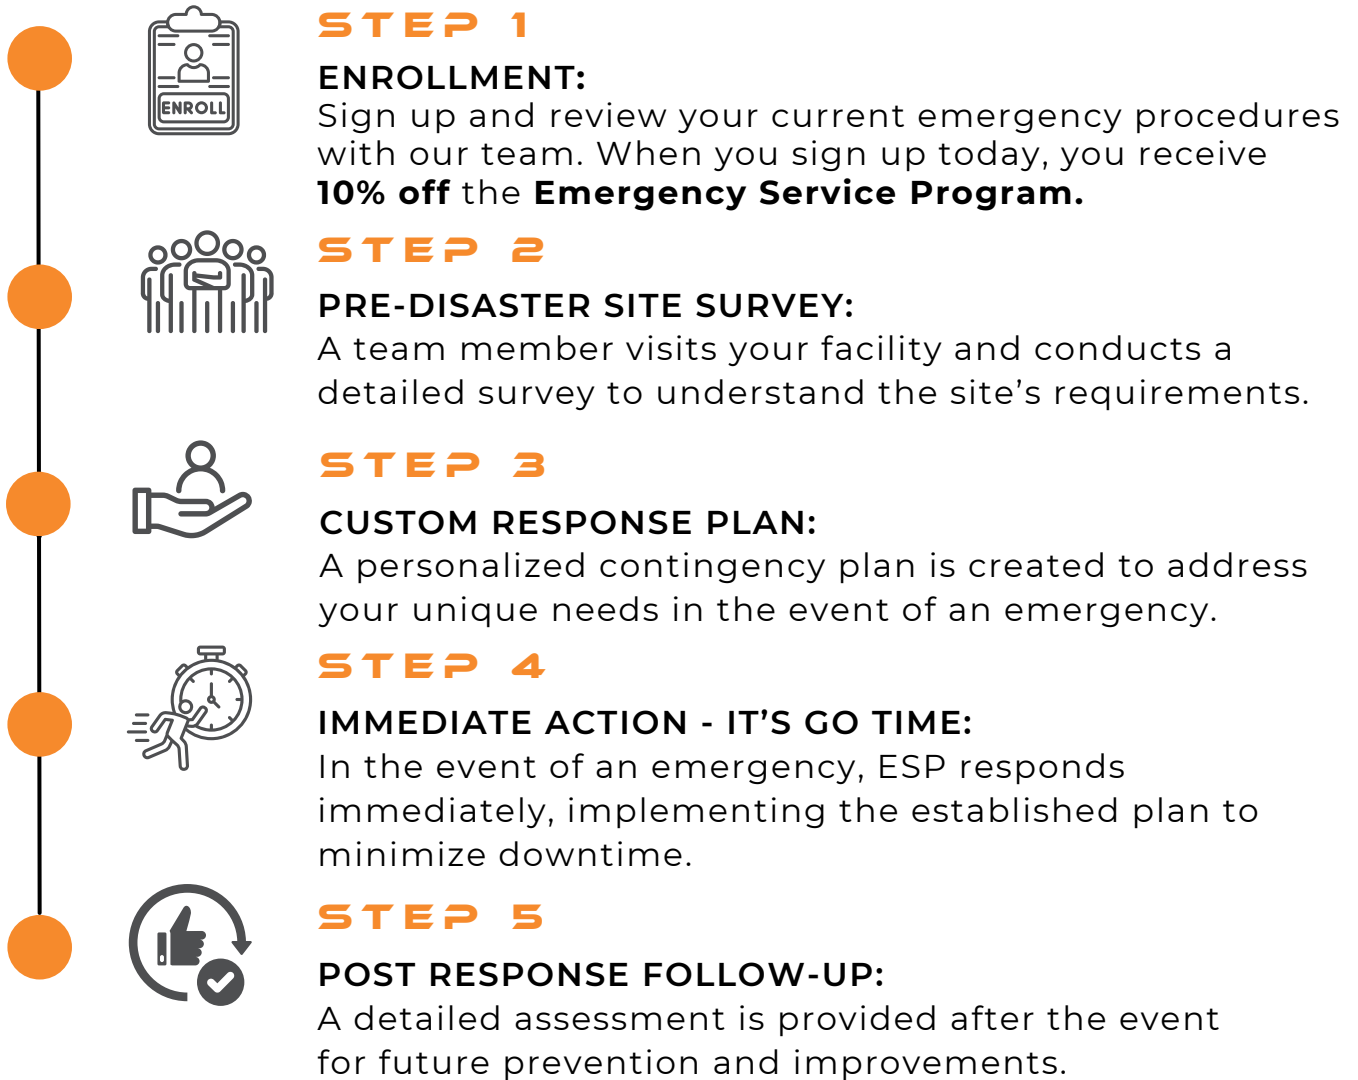 STEP 1
ENROLL
ENROLLMENT:
Sign up and review your current emergency procedures
with our team. When you sign up today, you receive
10% off the Emergency Service Program.
STEP 2
PRE-DISASTER SITE SURVEY:
A team member visits your facility and conducts a
detailed survey to understand the site’s requirements.
STEP 3
CUSTOM RESPONSE PLAN:
A personalized contingency plan is created to address
your unique needs in the event of an emergency.
STEP 4
IMMEDIATE ACTION - IT’S GO TIME:
In the event of an emergency, ESP responds
immediately, implementing the established plan to
minimize downtime.
STEP 5
POST RESPONSE FOLLOW-UP:
A detailed assessment is provided after the event
for future prevention and improvements.